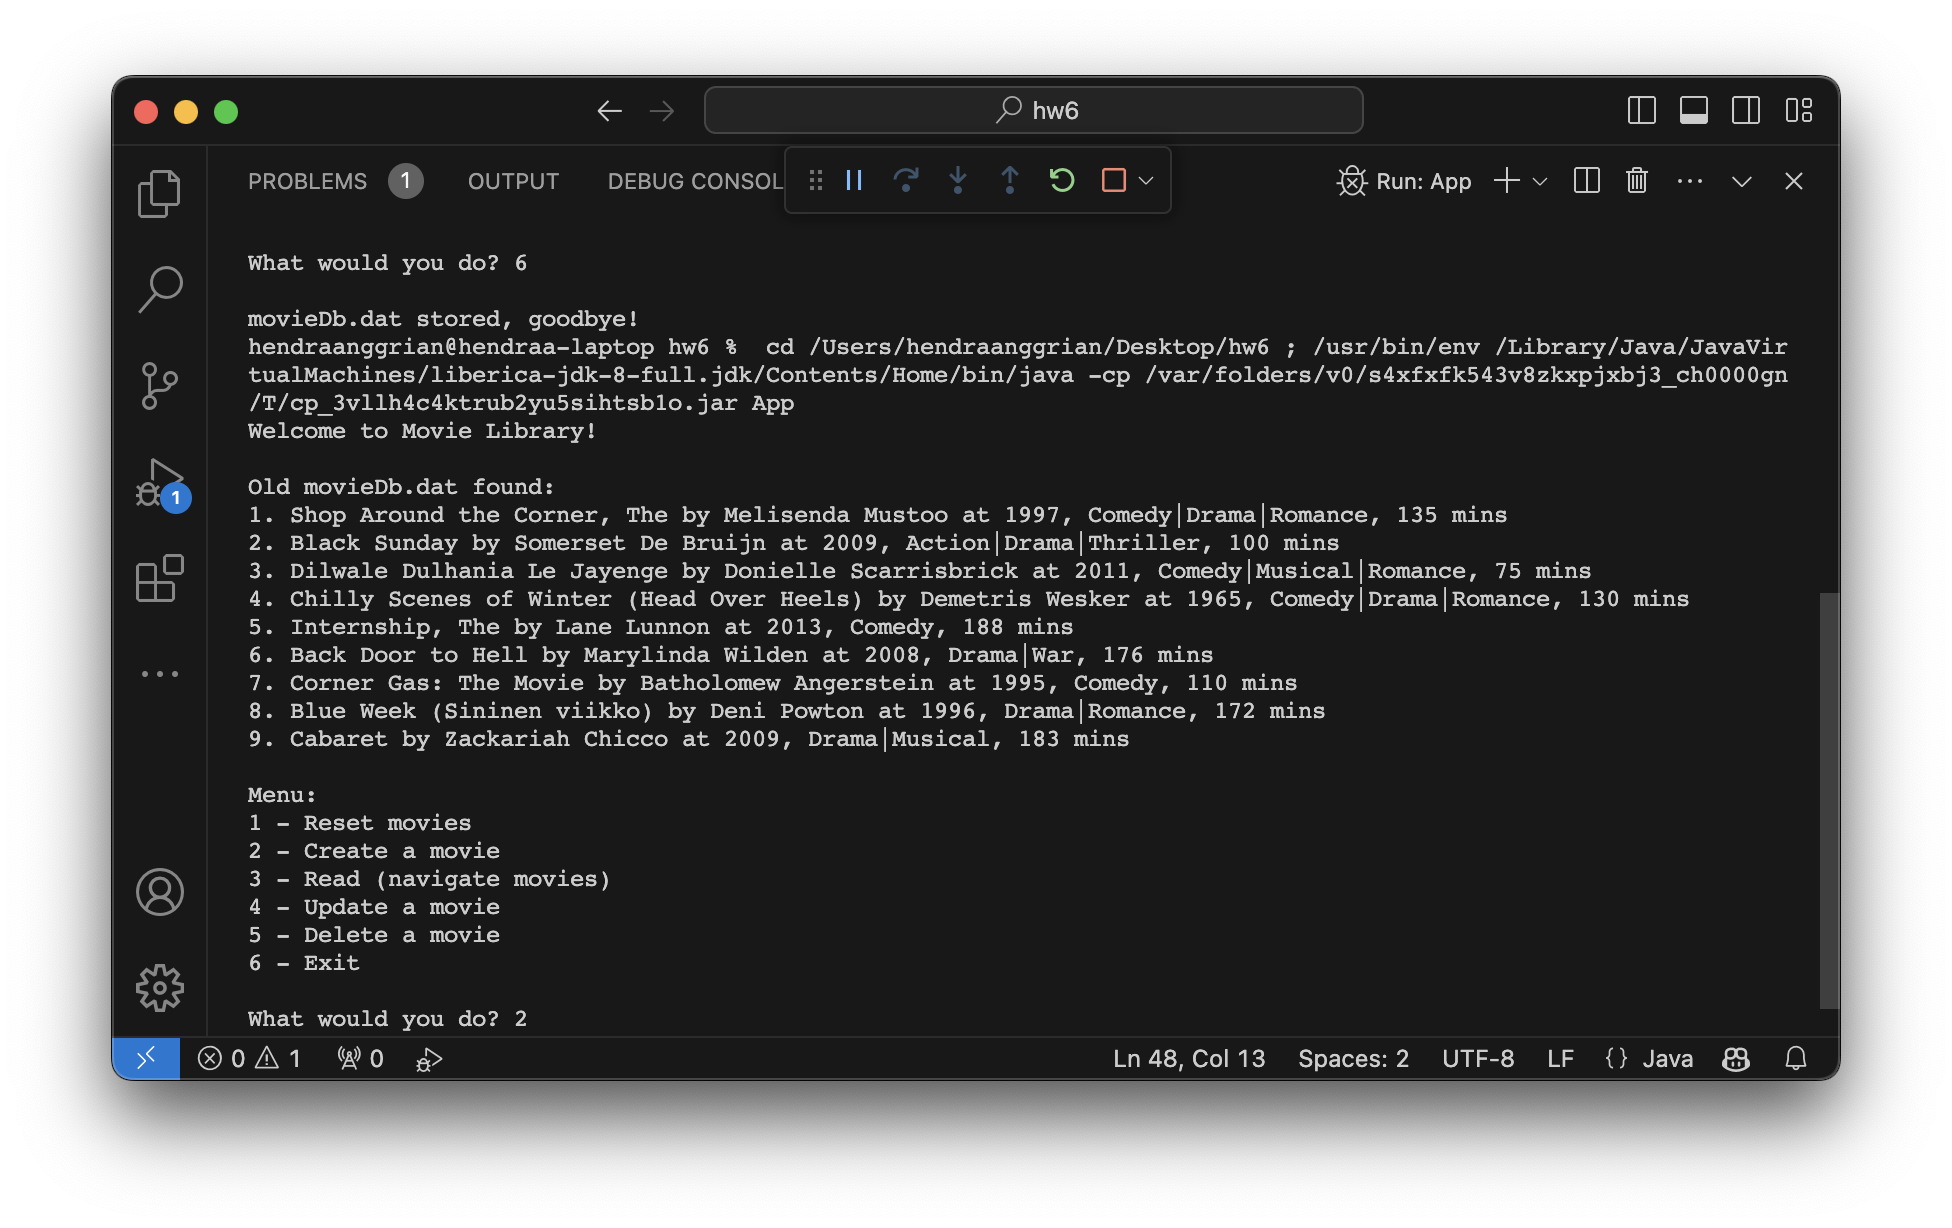 hw6
PROBLEMS 1 OUTPUT DEBUG CONSOL
Run: App
What would you do? 6
movieDb.dat stored, goodbye!
hendraanggrian@hendraa-laptop hw6 %  cd /Users/hendraanggrian/Desktop/hw6 ; /usr/bin/env /Library/Java/JavaVir
tualMachines/liberica-jdk-8-full.jdk/Contents/Home/bin/java -cp /var/folders/v0/s4xfxfk543v8zkxpjxbj3_ch0000gn
/T/cp_3vllh4c4ktrub2yu5sihtsb1o.jar App
Welcome to Movie Library!
Old movieDb.dat found:
1. Shop Around the Corner, The by Melisenda Mustoo at 1997, Comedy|Drama|Romance, 135 mins
2. Black Sunday by Somerset De Bruijn at 2009, Action|Drama|Thriller, 100 mins
3. Dilwale Dulhania Le Jayenge by Donielle Scarrisbrick at 2011, Comedy|Musical|Romance, 75 mins
4. Chilly Scenes of Winter (Head Over Heels) by Demetris Wesker at 1965, Comedy|Drama|Romance, 130 mins
5. Internship, The by Lane Lunnon at 2013, Comedy, 188 mins
6. Back Door to Hell by Marylinda Wilden at 2008, Drama|War, 176 mins
7. Corner Gas: The Movie by Batholomew Angerstein at 1995, Comedy, 110 mins
8. Blue Week (Sininen viikko) by Deni Powton at 1996, Drama|Romance, 172 mins
9. Cabaret by Zackariah Chicco at 2009, Drama|Musical, 183 mins
Menu:
1 - Reset movies
2 - Create a movie
3 - Read (navigate movies)
4 - Update a movie
5 - Delete a movie
6 - Exit
What would you do? 2
1
0 1 0 Ln 48, Col 13 Spaces: 2 UTF-8 LF {} Java